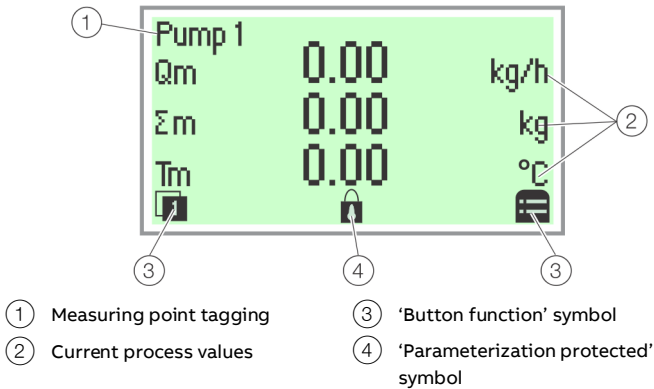 1
Pump 1
Qm 0.00 kg/h
Σm 0.00 kg
Tm 0.00 °C
2
1
3 4 3
1 Measuring point tagging
2 Current process values
3 ‘Button function’ symbol
4 ‘Parameterization protected’
symbol